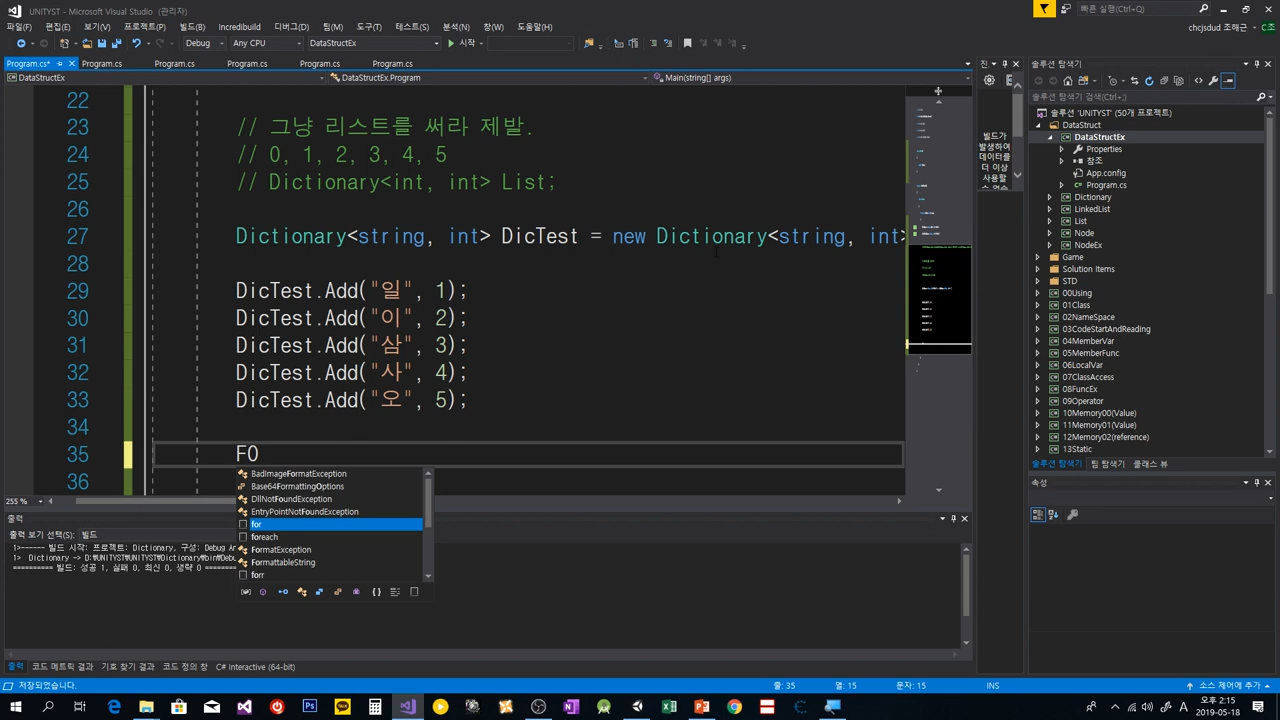 UNITYST - Microsoft Visual Studio (관리자)
빠른 실행(Ctrl+Q)
파일(F) 편집(E) 보기(V) 프로젝트(P) 빌드(B) Incredibuild 디버그(D) 팀(M) 도구(T) 테스트(S) 분석(N) 창(W) 도움말(H)
chcjsdud 조해근
Debug Any CPU DataStructEx 시작
Program.cs* Program.cs Program.cs Program.cs Program.cs Program.cs
DataStructEx DataStructEx.Program Main(string[] args)
22
23 // 그냥 리스트를 써라 제발.
24 // 0, 1, 2, 3, 4, 5
25 // Dictionary<int, int> List;
26
27 Dictionary<string, int> DicTest = new Dictionary<string, int>
28
29 DicTest.Add("일", 1);
30 DicTest.Add("이", 2);
31 DicTest.Add("삼", 3);
32 DicTest.Add("사", 4);
33 DicTest.Add("오", 5);
34
35 FO
36
BadImageFormatException
Base64FormattingOptions
DllNotFoundException
EntryPointNotFoundException
for
foreach
FormatException
FormattableString
forr
255 %
출력
출력 보기 선택(S): 빌드
1>------ 빌드 시작: 프로젝트: Dictionary, 구성: Debug An
1> Dictionary -> D:\UNITYST\UNITYST\Dictionary\bin\Debu
========== 빌드: 성공 1, 실패 0, 최신 0, 생략 0 ==========
출력 코드 메트릭 결과 기호 찾기 결과 코드 정의 창 C# Interactive (64-bit)
진
빌드가
발생하여
데이터를
더 이상
사용할
솔루션 탐색기
솔루션 탐색기 검색(Ctrl+;)
솔루션 'UNITYST' (50개 프로젝트)
DataStruct
DataStructEx
Properties
참조
App.config
Program.cs
Dictionary
LinkedList
List
Node
NodeEx
Game
Solution Items
STD
00Using
01Class
02NameSpace
03CodeStartAndReading
04MemberVar
05MemberFunc
06LocalVar
07ClassAccess
08FuncEx
09Operator
10Memory00(Value)
11Memory01(Value)
12Memory02(reference)
13Static
솔루션 탐색기 팀 탐색기 클래스 뷰
속성
저장되었습니다. 줄: 35 열: 15 문자: 15 INS 소스 제어에 추가
A 오후 2:15
2019-05-18